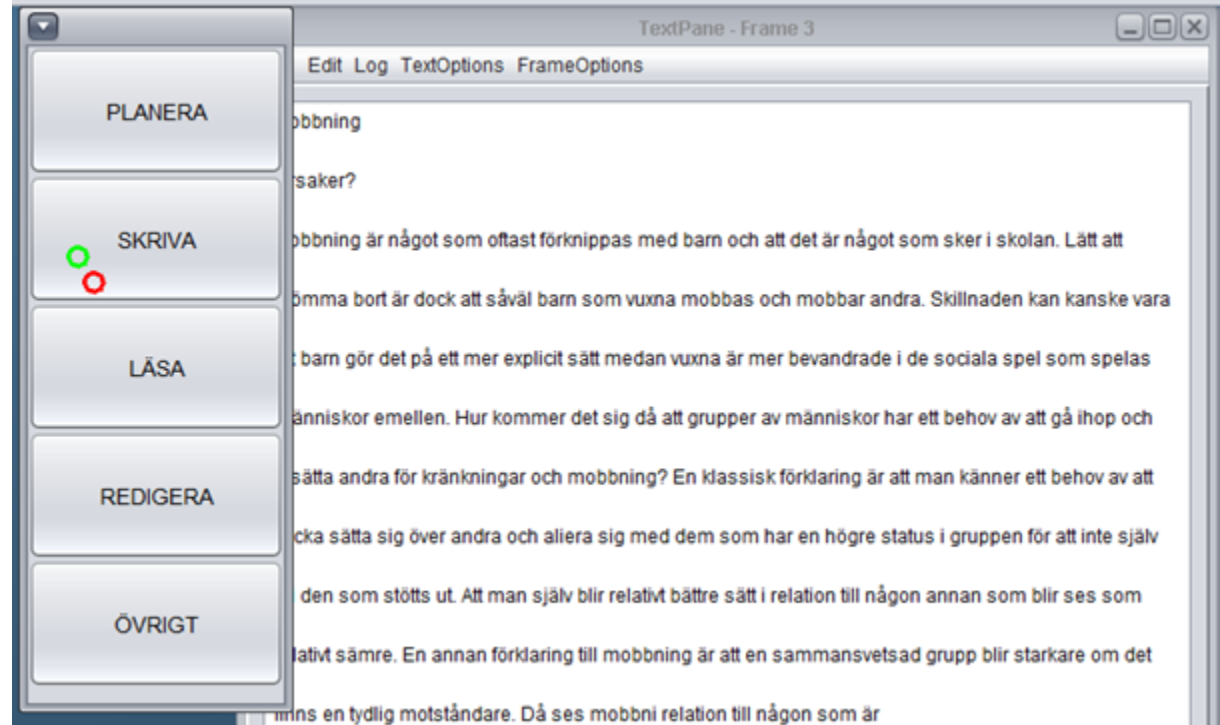 TextPane - Frame 3
Edit Log TextOptions FrameOptions
PLANERA
SKRIVA
LÄSA
REDIGERA
ÖVRIGT
obbning
rsaker?
obbning är något som oftast förknippas med barn och att det är något som sker i skolan. Lätt att
ömma bort är dock att såväl barn som vuxna mobbas och mobbar andra. Skillnaden kan kanske vara
t barn gör det på ett mer explicit sätt medan vuxna är mer bevandrade i de sociala spel som spelas
änniskor emellen. Hur kommer det sig då att grupper av människor har ett behov av att gå ihop och
sätta andra för kränkningar och mobbning? En klassisk förklaring är att man känner ett behov av att
cka sätta sig över andra och aliera sig med dem som har en högre status i gruppen för att inte själv
den som stötts ut. Att man själv blir relativt bättre sätt i relation till någon annan som blir ses som
lativt sämre. En annan förklaring till mobbning är att en sammansvetsad grupp blir starkare om det
finns en tydlig motståndare. Då ses mobbni relation till någon som är